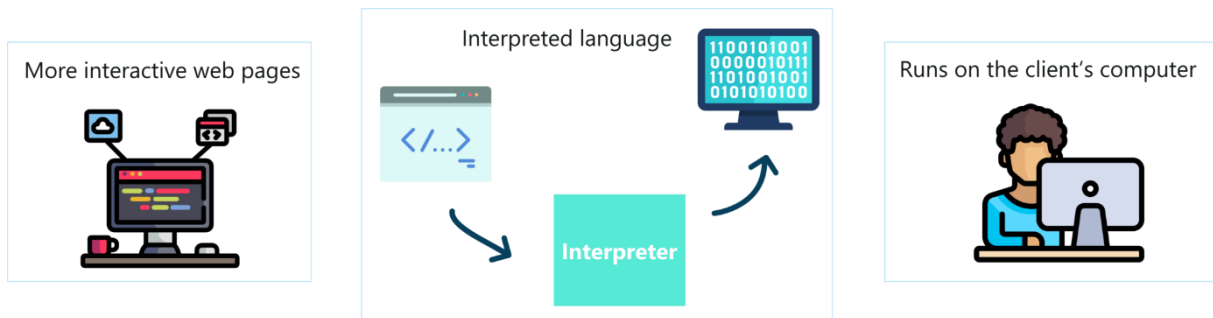 More interactive web pages
Interpreted language
</...>
Interpreter
1100101001
0000010111
1101001001
0101010100
Runs on the client's computer